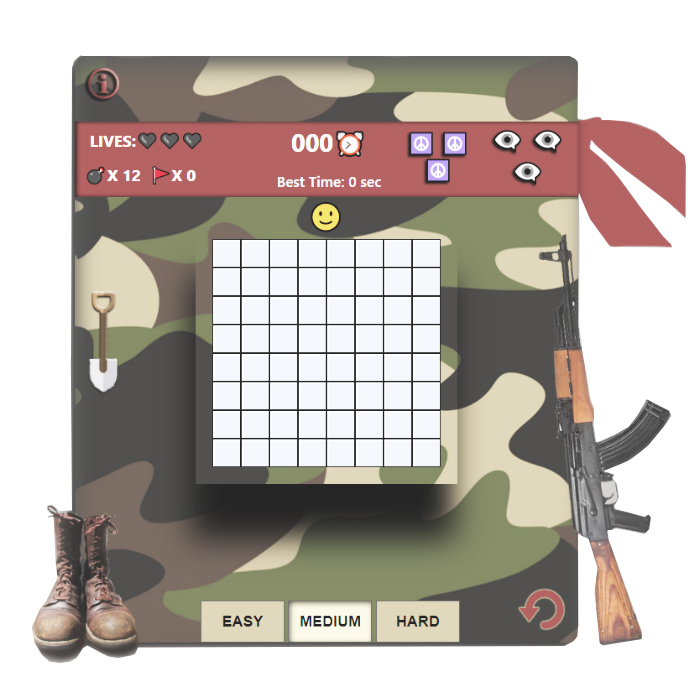 i
LIVES:
000
X 12 X 0
Best Time: 0 sec
EASY MEDIUM HARD